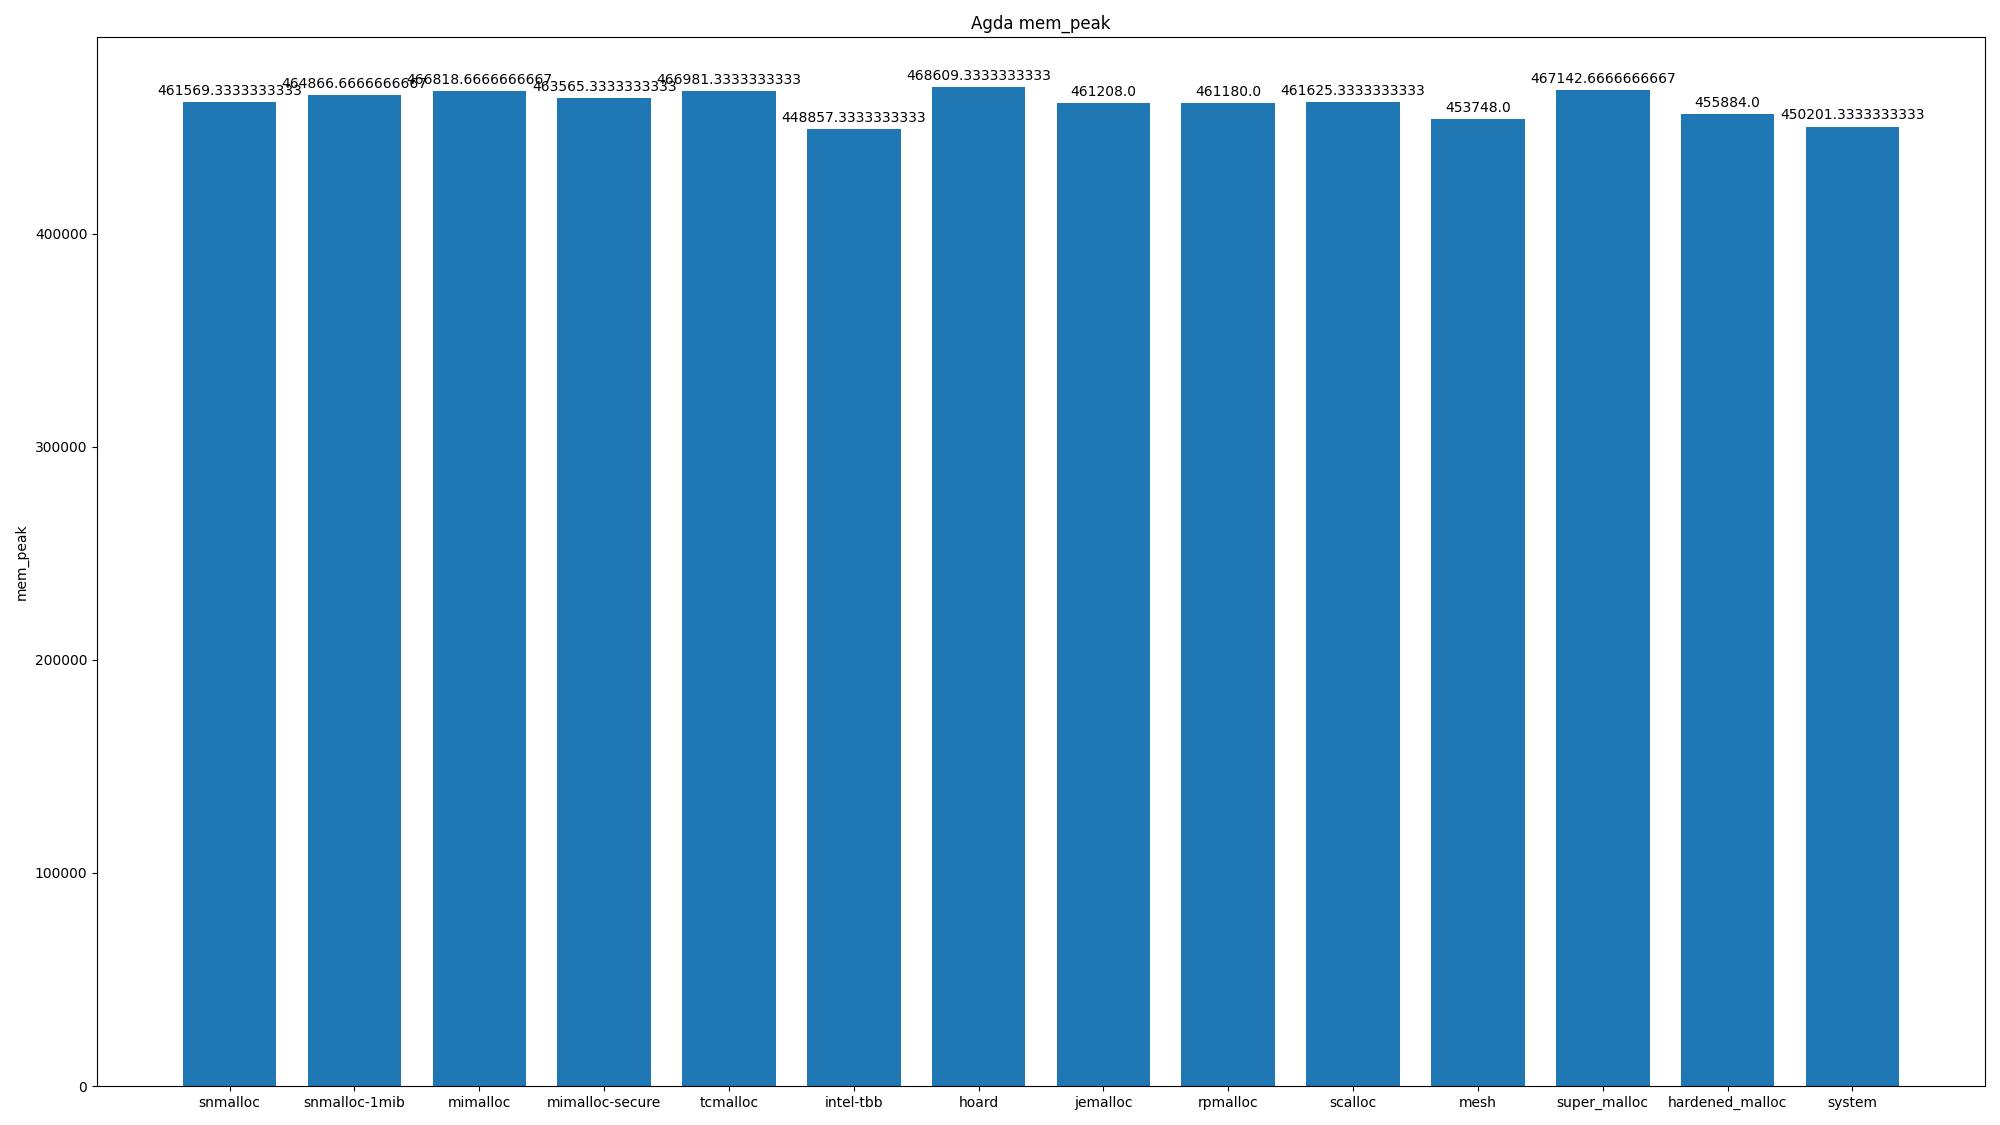 Agda mem_peak
461569.3333333333
464866.6666666667
466818.6666666667
463565.3333333333
466981.3333333333
448857.3333333333
468609.3333333333
461208.0
461180.0
461625.3333333333
453748.0
467142.6666666667
455884.0
450201.3333333333
400000
300000
200000
100000
0
mem_peak
snmalloc
snmalloc-1mib
mimalloc
mimalloc-secure
tcmalloc
intel-tbb
hoard
jemalloc
rpmalloc
scalloc
mesh
super_malloc
hardened_malloc
system